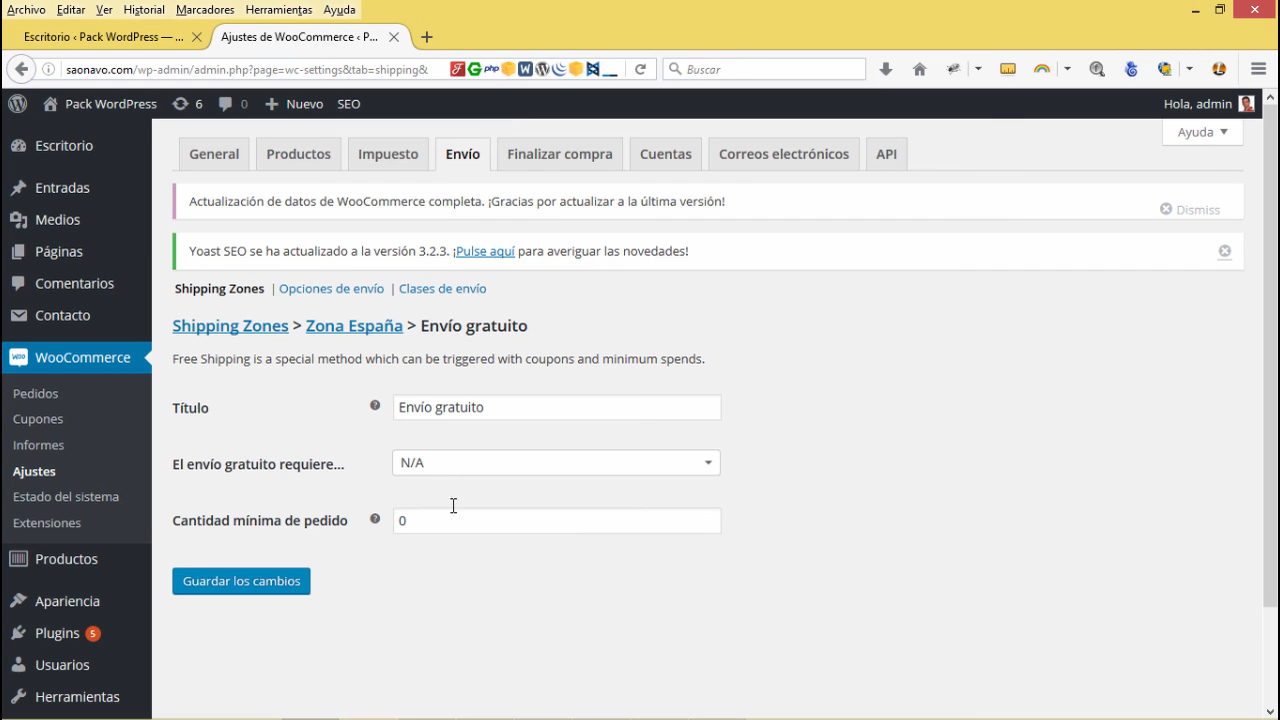 Archivo Editar Ver Historial Marcadores Herramientas Ayuda
Escritorio ‹ Pack WordPress — ... Ajustes de WooCommerce ‹ P...
saonavo.com/wp-admin/admin.php?page=wc-settings&tab=shipping& Buscar
Pack WordPress 6 0 Nuevo SEO Hola, admin
Ayuda
Escritorio
Entradas
Medios
Páginas
Comentarios
Contacto
WooCommerce
Pedidos
Cupones
Informes
Ajustes
Estado del sistema
Extensiones
Productos
Apariencia
Plugins 5
Usuarios
Herramientas
General Productos Impuesto Envío Finalizar compra Cuentas Correos electrónicos API
Actualización de datos de WooCommerce completa. ¡Gracias por actualizar a la última versión!
Dismiss
Yoast SEO se ha actualizado a la versión 3.2.3. ¡Pulse aquí para averiguar las novedades!
Shipping Zones | Opciones de envío | Clases de envío
Shipping Zones > Zona España > Envío gratuito
Free Shipping is a special method which can be triggered with coupons and minimum spends.
Título Envío gratuito
El envío gratuito requiere... N/A
Cantidad mínima de pedido 0
Guardar los cambios